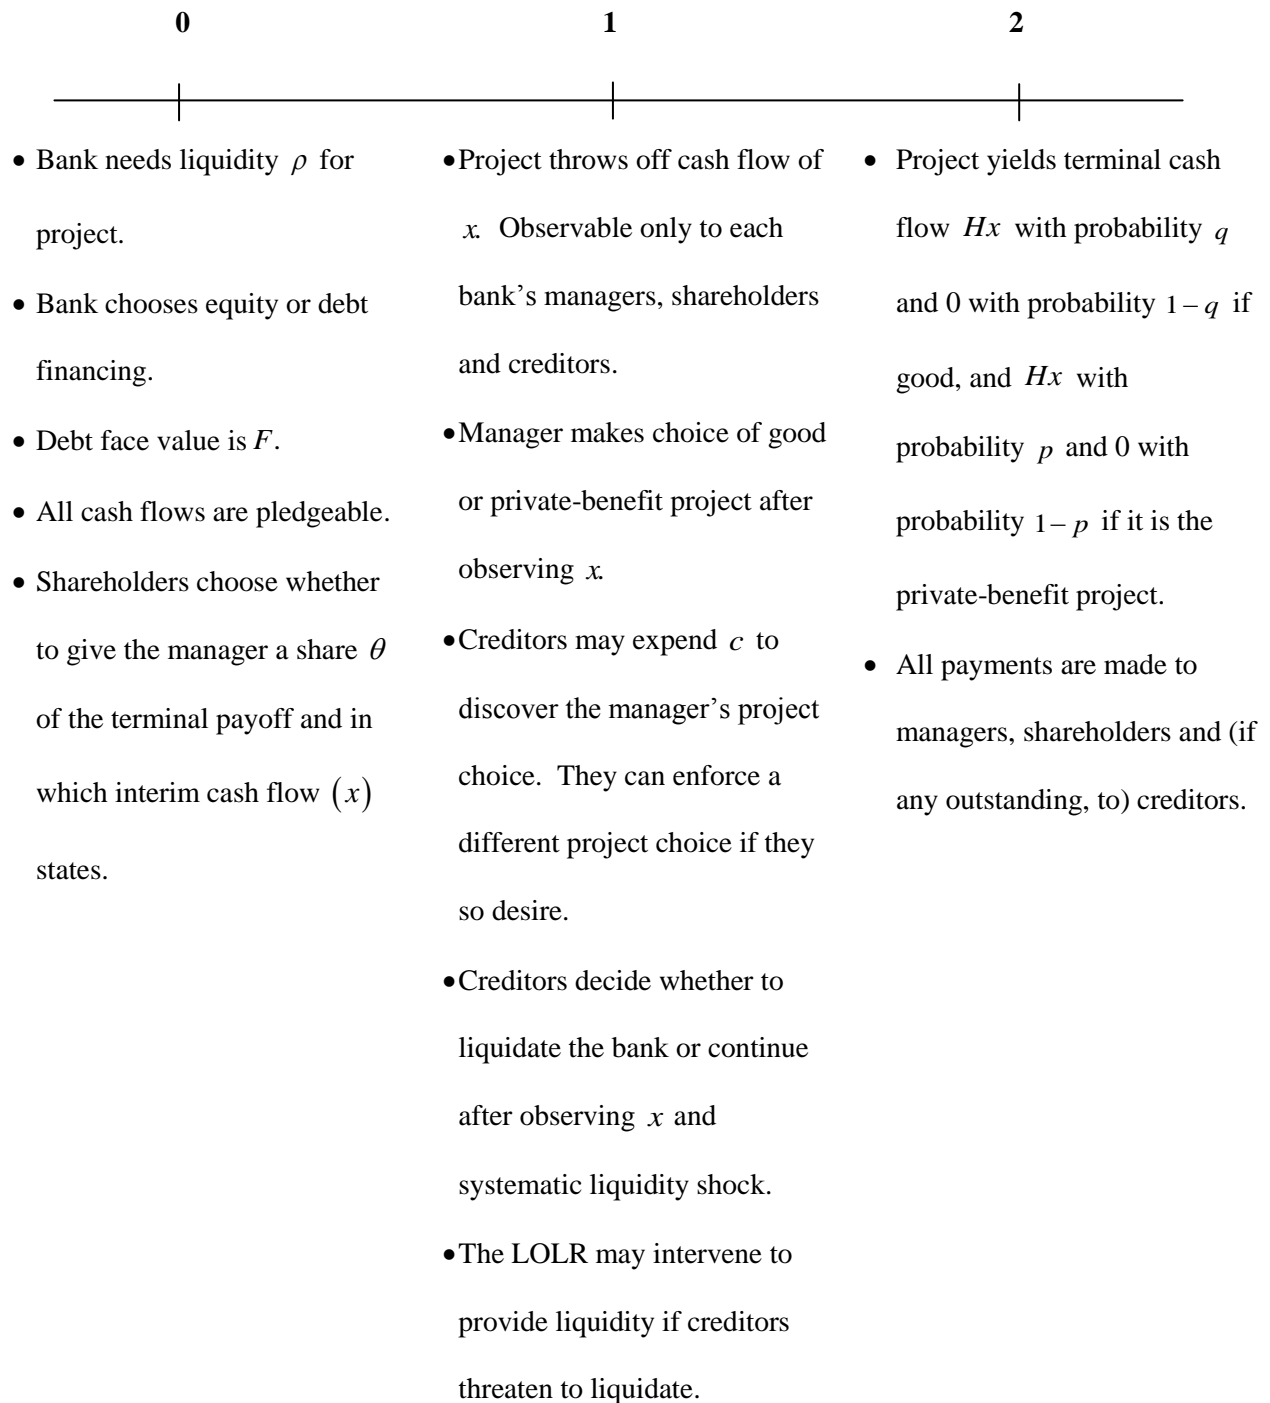 0
1
2
• Bank needs liquidity ρ for
project.
• Bank chooses equity or debt
financing.
• Debt face value is F.
• All cash flows are pledgeable.
• Shareholders choose whether
to give the manager a share θ
of the terminal payoff and in
which interim cash flow (x)
states.
• Project throws off cash flow of
x. Observable only to each
bank's managers, shareholders
and creditors.
• Manager makes choice of good
or private-benefit project after
observing x.
• Creditors may expend c to
discover the manager's project
choice. They can enforce a
different project choice if they
so desire.
• Creditors decide whether to
liquidate the bank or continue
after observing x and
systematic liquidity shock.
• The LOLR may intervene to
provide liquidity if creditors
threaten to liquidate.
• Project yields terminal cash
flow Hx with probability q
and 0 with probability 1−q if
good, and Hx with
probability p and 0 with
probability 1−p if it is the
private-benefit project.
• All payments are made to
managers, shareholders and (if
any outstanding, to) creditors.